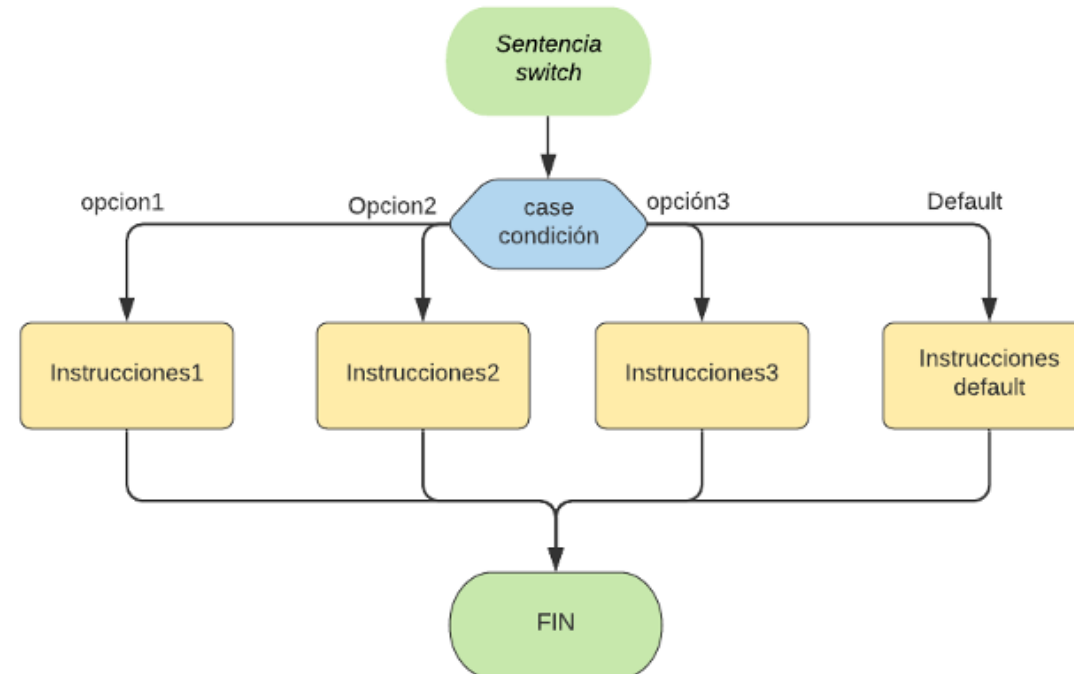 Sentencia
switch
opcion1
Opcion2
case
condición
opción3
Default
Instrucciones1
Instrucciones2
Instrucciones3
Instrucciones
default
FIN